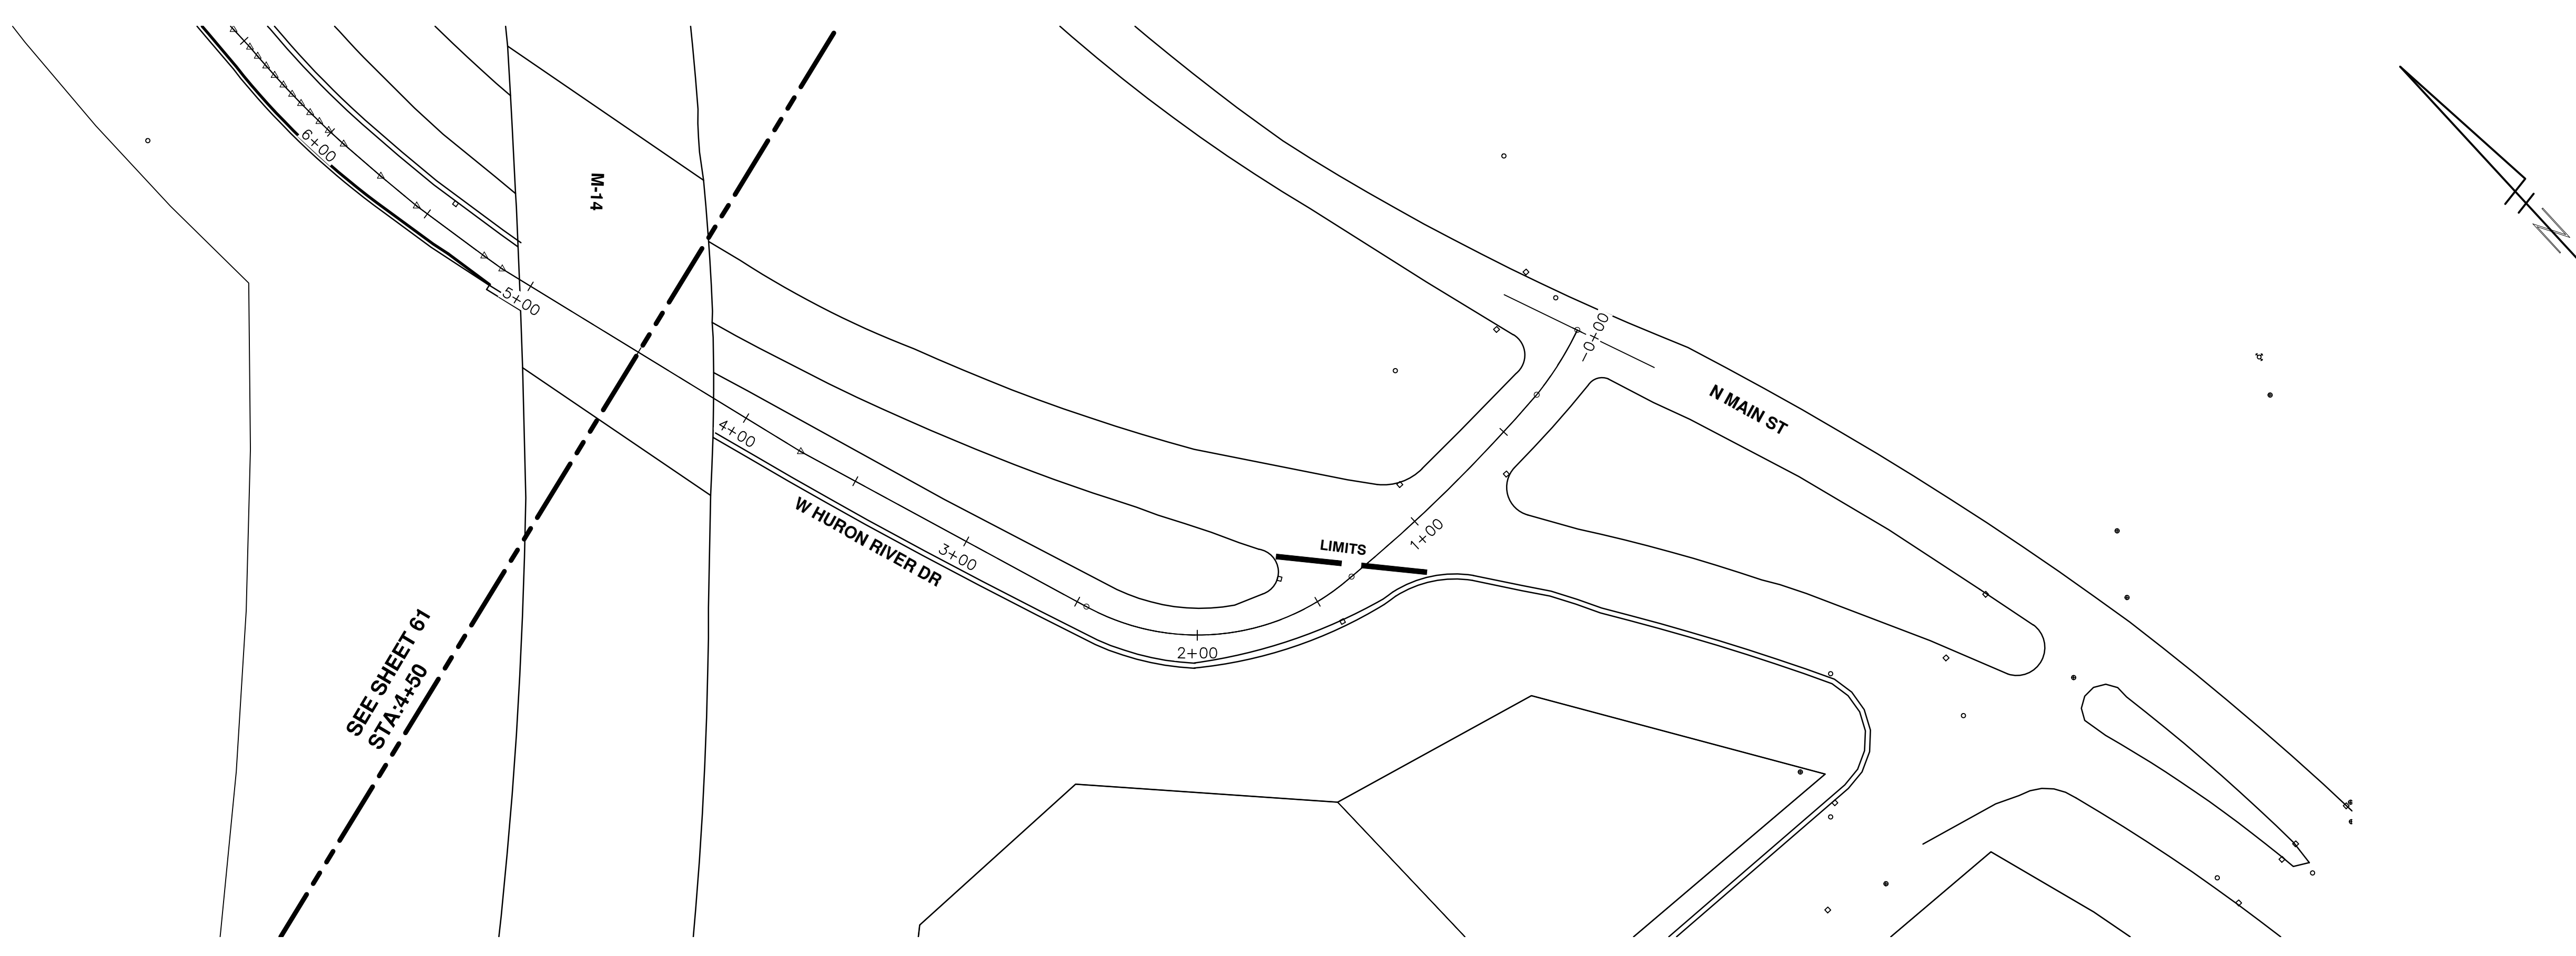 6+00
M-14
5+00
-0+00
N MAIN ST
4+00
W HURON RIVER DR
3+00
LIMITS
1+00
2+00
SEE SHEET 61
STA:4+50
N